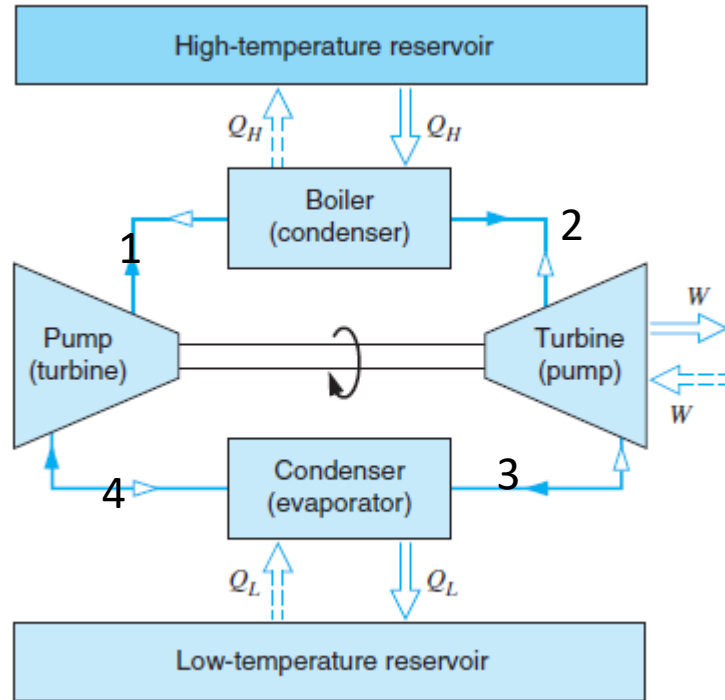 High-temperature reservoir
Q_H
Q_H
Boiler
(condenser)
1
2
Pump
(turbine)
Turbine
(pump)
W
W
Condenser
(evaporator)
4
3
Q_L
Q_L
Low-temperature reservoir